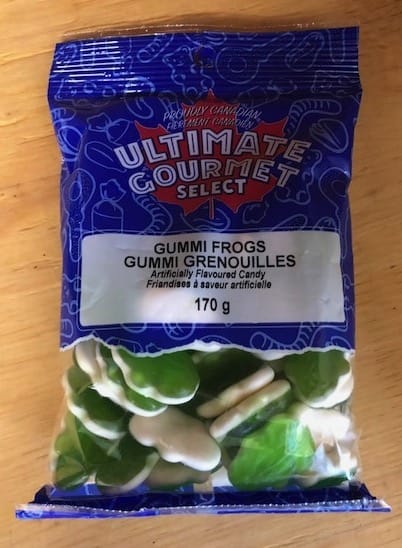 PROUDLY CANADIAN
FIÈREMENT CANADIEN
ULTIMATE
GOURMET
SELECT
GUMMI FROGS
GUMMI GRENOUILLES
Artificially Flavoured Candy
Friandises à saveur artificielle
170 g